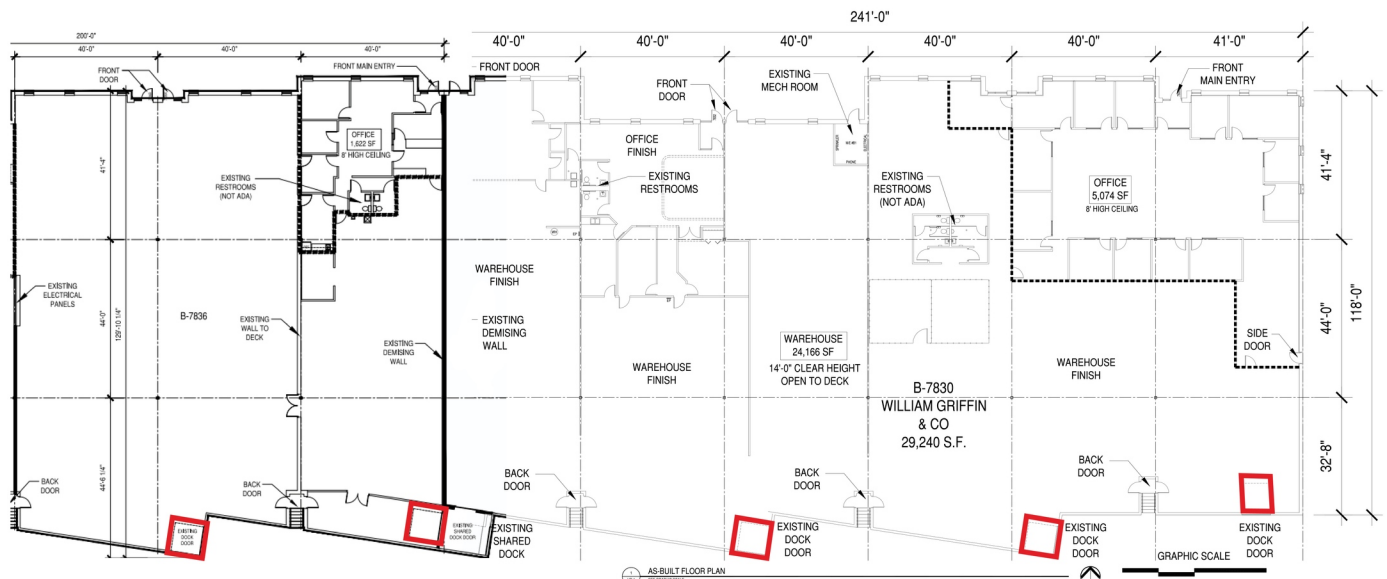 241'-0"
200'-0"
40'-0"
40'-0"
40'-0"
40'-0"
40'-0"
40'-0"
40'-0"
40'-0"
41'-0"
FRONT
DOOR
FRONT MAIN ENTRY
FRONT DOOR
FRONT
DOOR
EXISTING
MECH ROOM
FRONT
MAIN ENTRY
OFFICE
1,622 SF
8' HIGH CEILING
OFFICE
FINISH
SPRINKLER
ELECTRICAL
PHONE
41'-4"
EXISTING
RESTROOMS
(NOT ADA)
EXISTING
RESTROOMS
EXISTING
RESTROOMS
(NOT ADA)
OFFICE
5,074 SF
8' HIGH CEILING
41'-4"
WAREHOUSE
FINISH
EXISTING
ELECTRICAL
PANELS
44'-0"
129'-10 1/4"
B-7836
EXISTING
WALL TO
DECK
EXISTING
DEMISING
WALL
EXISTING
DEMISING
WALL
WAREHOUSE
FINISH
WAREHOUSE
24,166 SF
14'-0" CLEAR HEIGHT
OPEN TO DECK
B-7830
WILLIAM GRIFFIN
& CO
29,240 S.F.
WAREHOUSE
FINISH
SIDE
DOOR
44'-0"
118'-0"
44'-6 1/4"
32'-8"
BACK
DOOR
BACK
DOOR
BACK
DOOR
BACK
DOOR
BACK
DOOR
EXISTING
DOCK
DOOR
EXISTING
SHARED
DOCK DOOR
EXISTING
SHARED
DOCK
EXISTING
DOCK
DOOR
EXISTING
DOCK
DOOR
EXISTING
DOCK
DOOR
1
AS-BUILT FLOOR PLAN
GRAPHIC SCALE